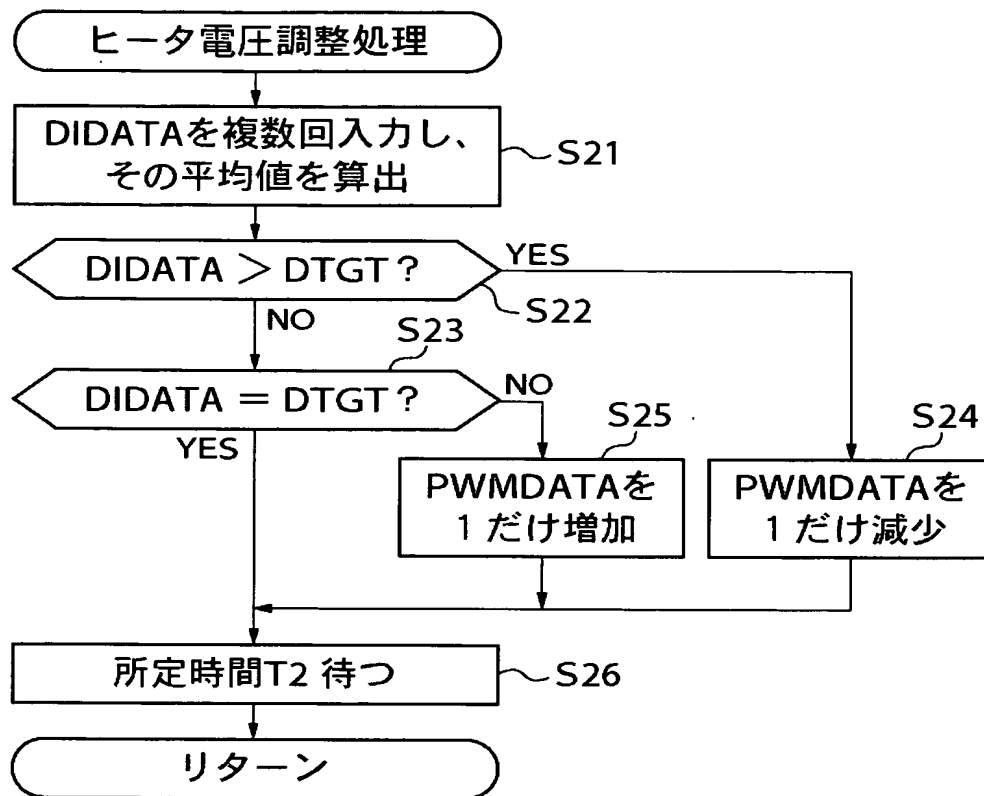 ヒータ電圧調整処理
DIDATAを複数回入力し、
その平均値を算出
S21
DIDATA > DTGT?
YES
S22
NO
S23
DIDATA = DTGT?
NO
YES
S25
S24
PWMDATAを
1だけ増加
PWMDATAを
1だけ減少
所定時間T2 待つ
S26
リターン